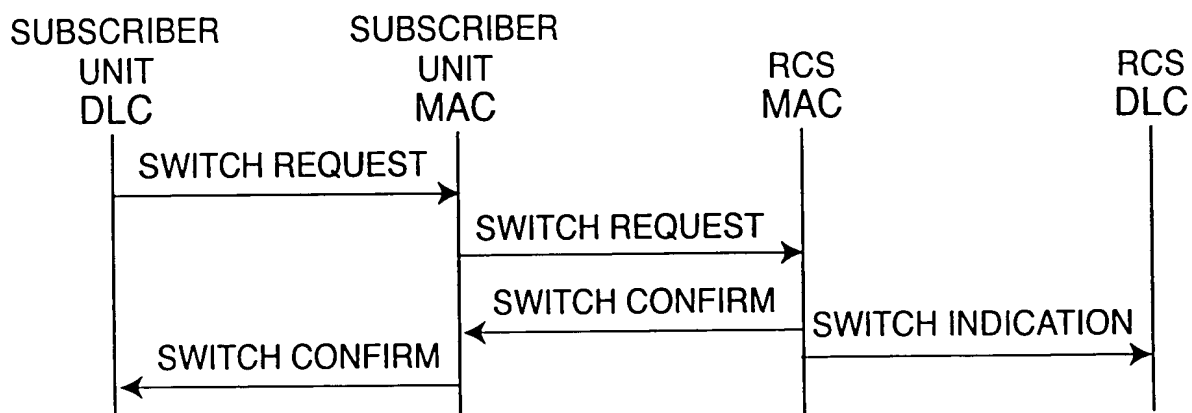 SUBSCRIBER
UNIT
DLC
SUBSCRIBER
UNIT
MAC
RCS
MAC
RCS
DLC
SWITCH REQUEST
SWITCH REQUEST
SWITCH CONFIRM
SWITCH INDICATION
SWITCH CONFIRM